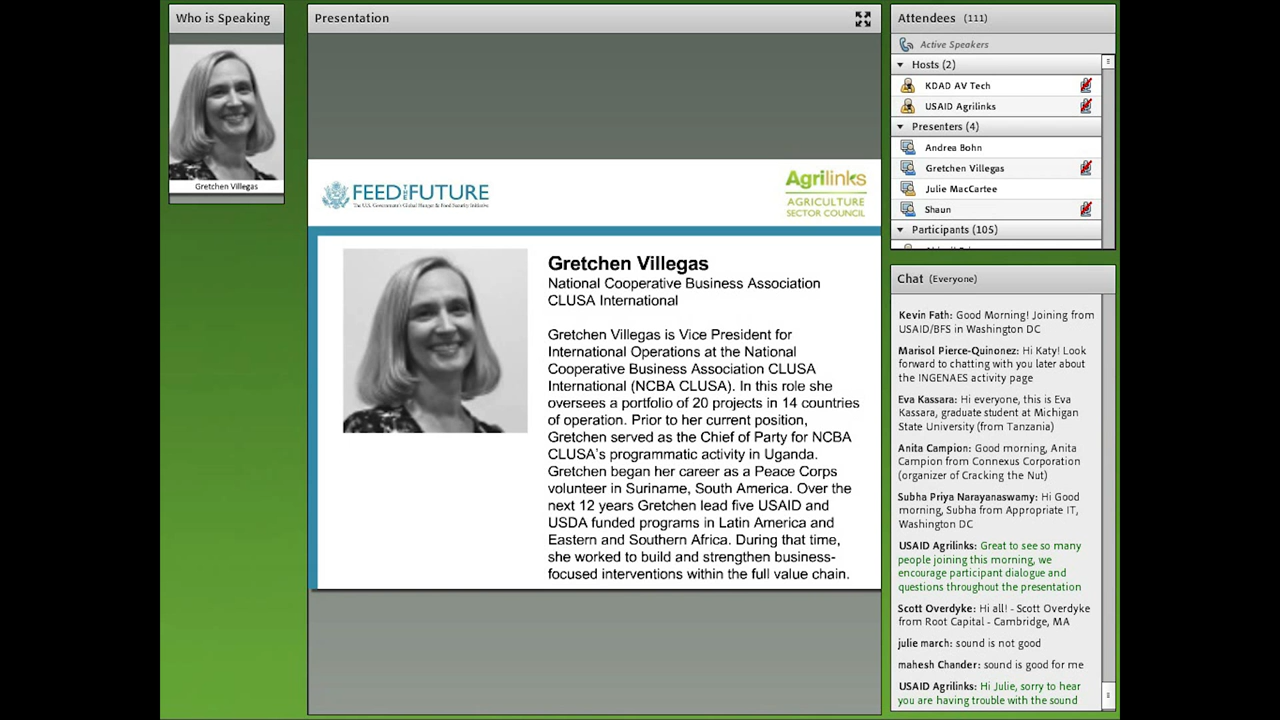 Who is Speaking
Gretchen Villegas
Presentation
FEED THE FUTURE
The U.S. Government's Global Hunger & Food Security Initiative
Agrilinks
AGRICULTURE
SECTOR COUNCIL
Gretchen Villegas
National Cooperative Business Association
CLUSA International
Gretchen Villegas is Vice President for
International Operations at the National
Cooperative Business Association CLUSA
International (NCBA CLUSA). In this role she
oversees a portfolio of 20 projects in 14 countries
of operation. Prior to her current position,
Gretchen served as the Chief of Party for NCBA
CLUSA's programmatic activity in Uganda.
Gretchen began her career as a Peace Corps
volunteer in Suriname, South America. Over the
next 12 years Gretchen lead five USAID and
USDA funded programs in Latin America and
Eastern and Southern Africa. During that time,
she worked to build and strengthen business-
focused interventions within the full value chain.
Attendees (111)
Active Speakers
Hosts (2)
KDAD AV Tech
USAID Agrilinks
Presenters (4)
Andrea Bohn
Gretchen Villegas
Julie MacCartee
Shaun
Participants (105)
Chat (Everyone)
Kevin Fath: Good Morning! Joining from
USAID/BFS in Washington DC
Marisol Pierce-Quinonez: Hi Katy! Look
forward to chatting with you later about
the INGENAES activity page
Eva Kassara: Hi everyone, this is Eva
Kassara, graduate student at Michigan
State University (from Tanzania)
Anita Campion: Good morning, Anita
Campion from Connexus Corporation
(organizer of Cracking the Nut)
Subha Priya Narayanaswamy: Hi Good
morning, Subha from Appropriate IT,
Washington DC
USAID Agrilinks: Great to see so many
people joining this morning, we
encourage participant dialogue and
questions throughout the presentation
Scott Overdyke: Hi all! - Scott Overdyke
from Root Capital - Cambridge, MA
julie march: sound is not good
mahesh Chander: sound is good for me
USAID Agrilinks: Hi Julie, sorry to hear
you are having trouble with the sound